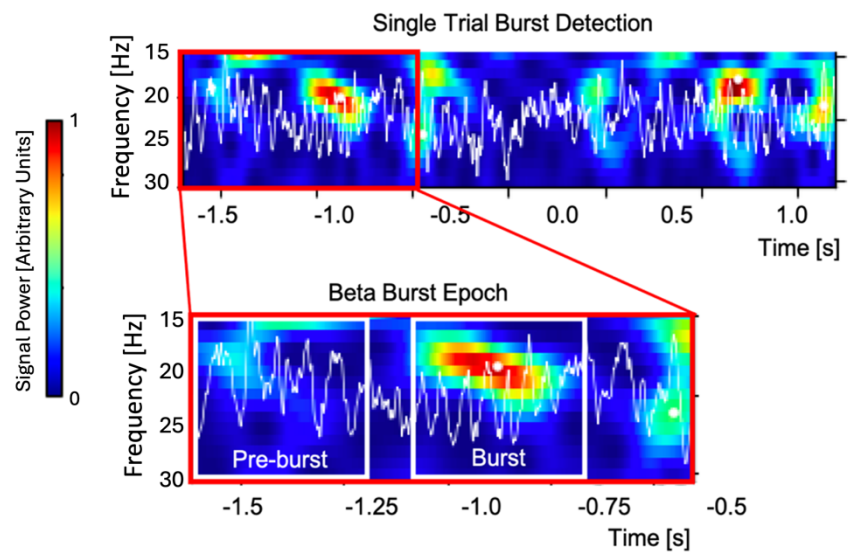 Single Trial Burst Detection
Frequency [Hz]
15
20
25
30
-1.5
-1.0
-0.5
0.0
0.5
1.0
Time [s]
Signal Power [Arbitrary Units]
1
0
Beta Burst Epoch
Frequency [Hz]
15
20
25
30
Pre-burst
Burst
-1.5
-1.25
-1.0
-0.75
-0.5
Time [s]